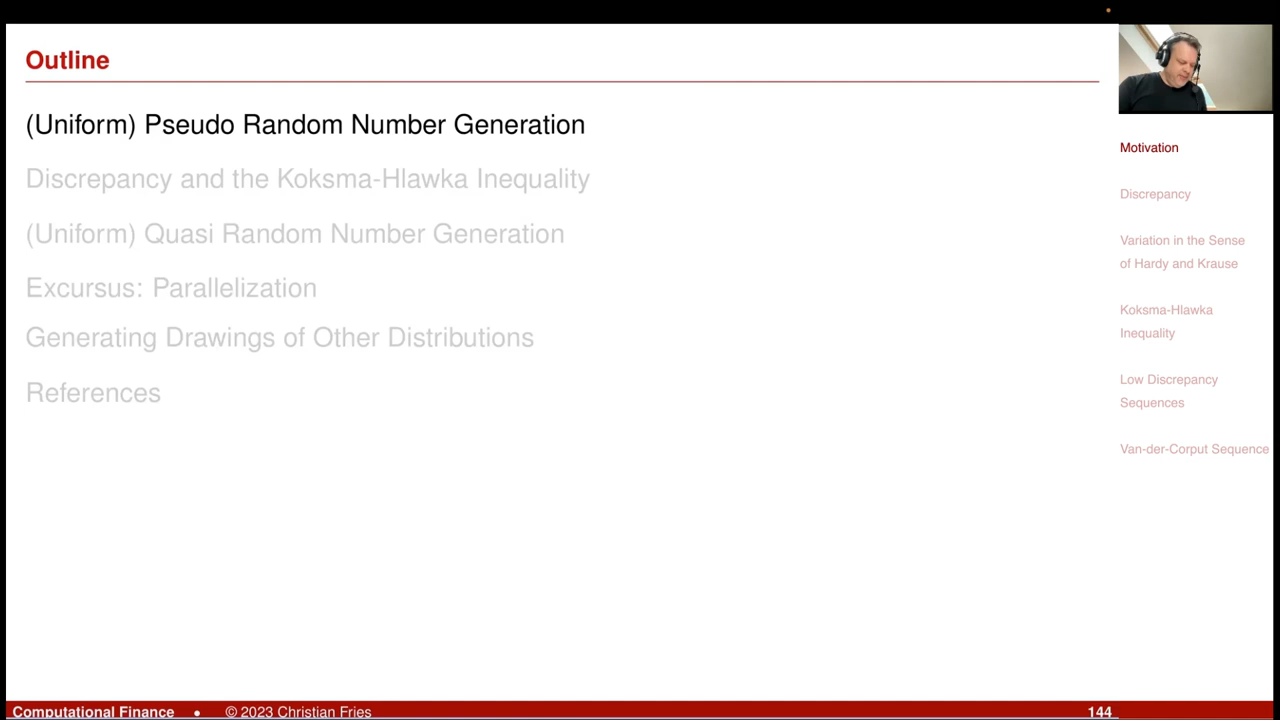 Outline
(Uniform) Pseudo Random Number Generation
Discrepancy and the Koksma-Hlawka Inequality
(Uniform) Quasi Random Number Generation
Excursus: Parallelization
Generating Drawings of Other Distributions
References
Motivation
Discrepancy
Variation in the Sense
of Hardy and Krause
Koksma-Hlawka
Inequality
Low Discrepancy
Sequences
Van-der-Corput Sequence
Computational Finance • © 2023 Christian Fries 144